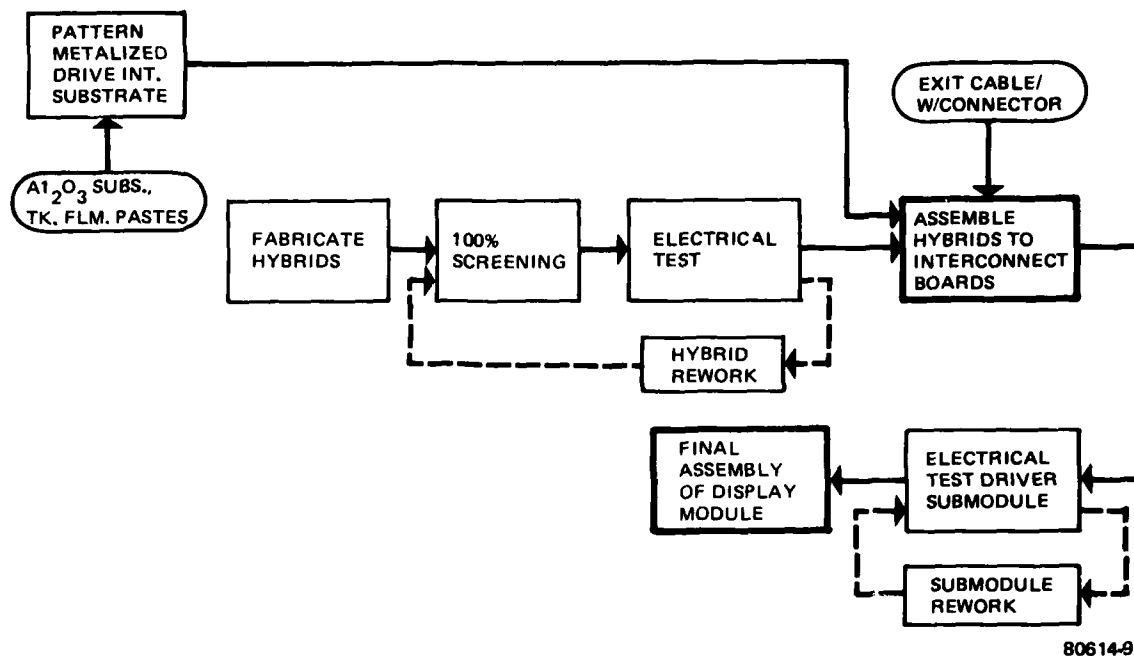 PATTERN
METALIZED
DRIVE INT.
SUBSTRATE
EXIT CABLE/
W/CONNECTOR
A1₂O₃ SUBS.,
TK. FLM. PASTES
FABRICATE
HYBRIDS
100%
SCREENING
ELECTRICAL
TEST
ASSEMBLE
HYBRIDS TO
INTERCONNECT
BOARDS
HYBRID
REWORK
FINAL
ASSEMBLY
OF DISPLAY
MODULE
ELECTRICAL
TEST DRIVER
SUBMODULE
SUBMODULE
REWORK
80614-9